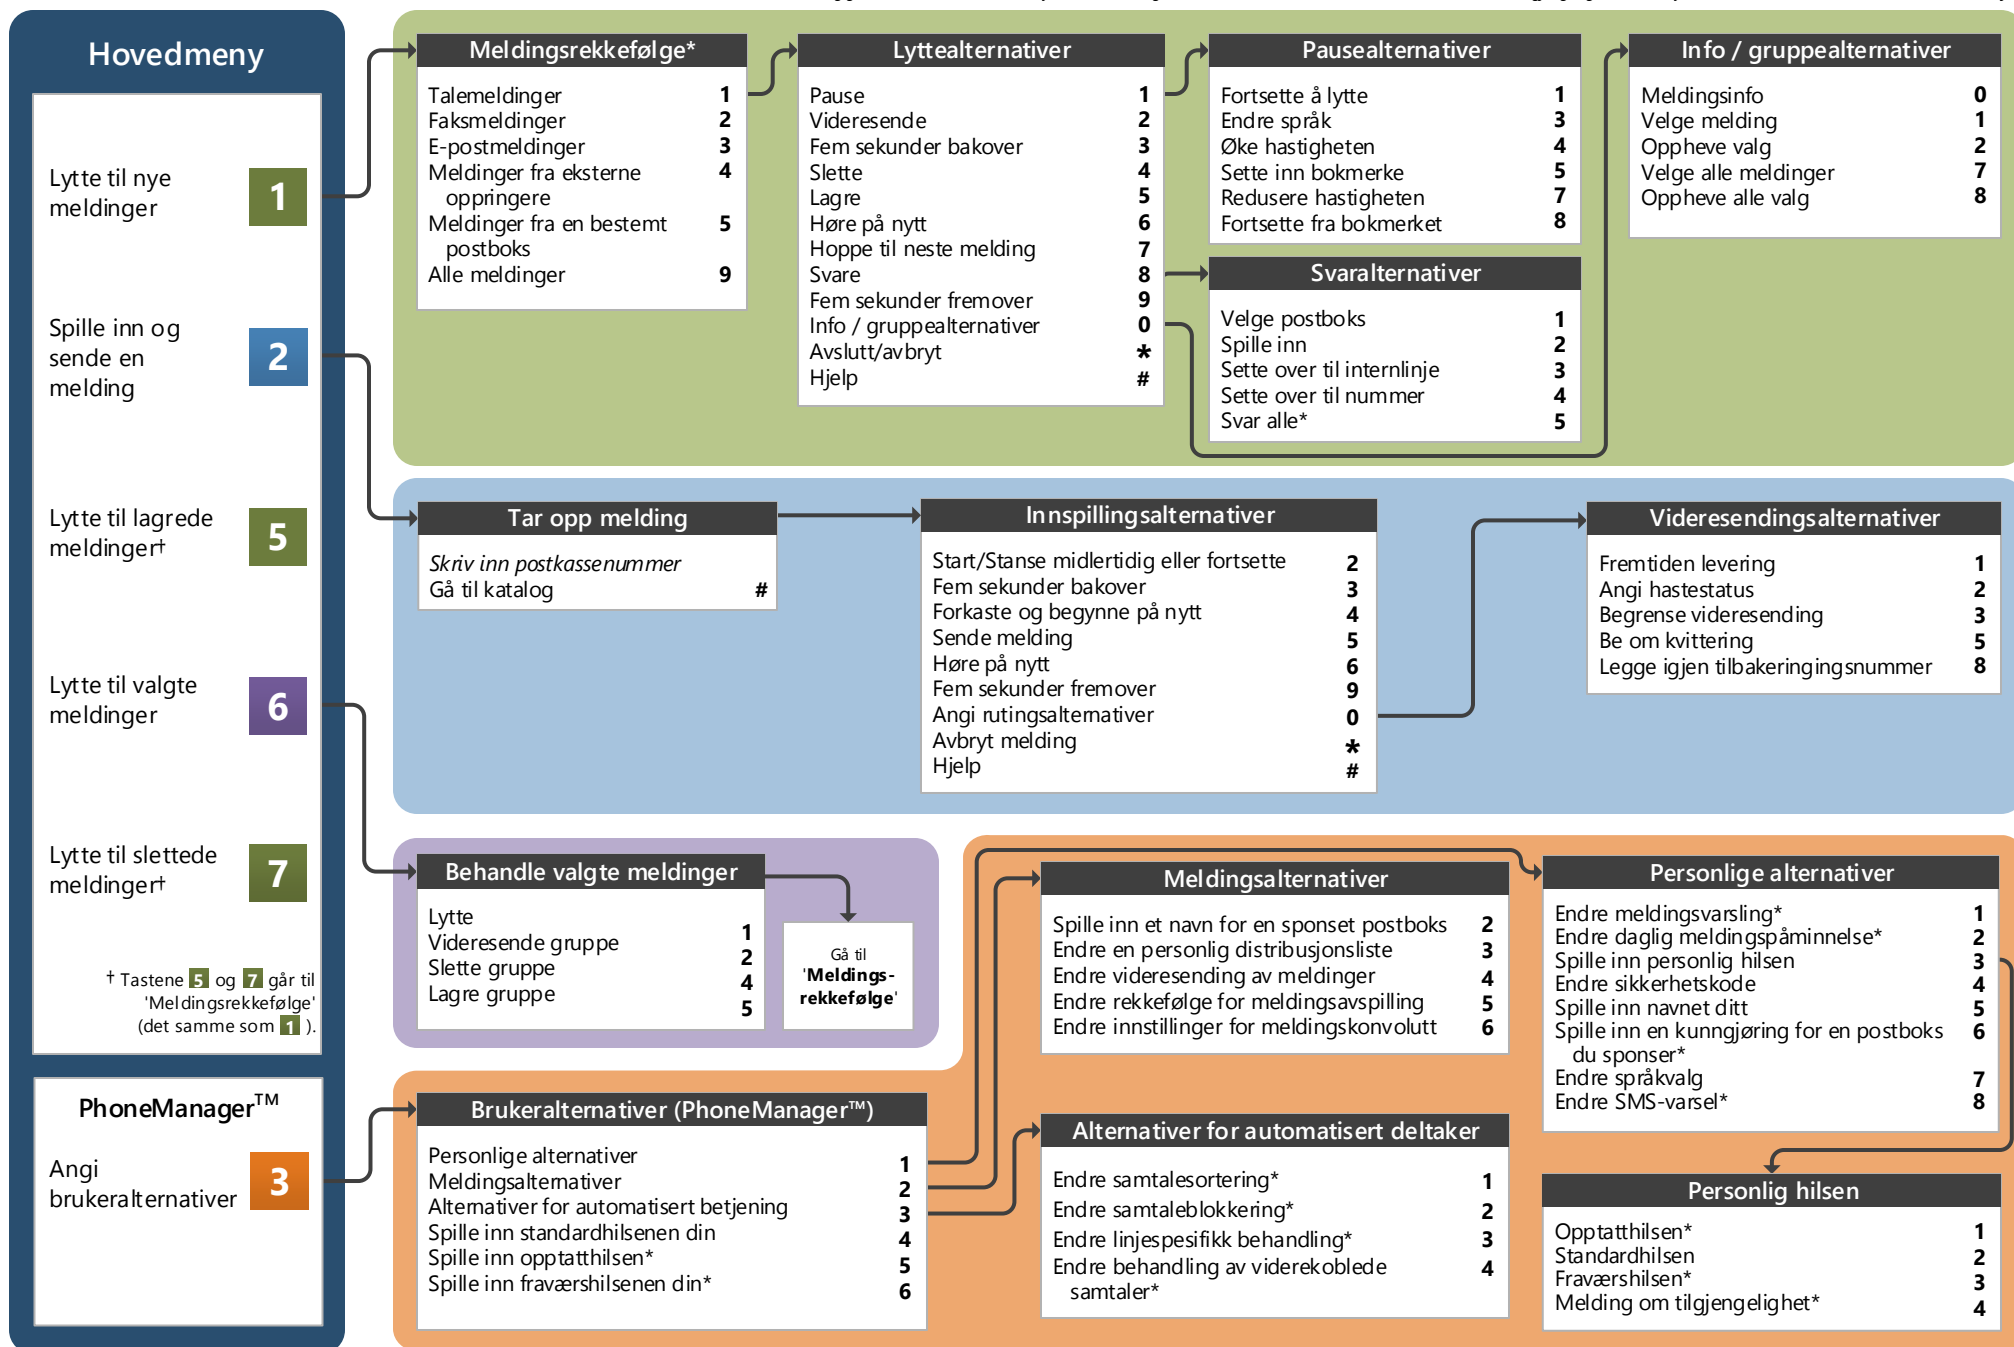 Hovedmeny
Lytte til nye
meldinger
1
Spille inn og
sende en
melding
2
Lytte til lagrede
meldinger†
5
Lytte til valgte
meldinger
6
Lytte til slettede
meldinger†
7
† Tastene 5 og 7 går til
'Meldingsrekkefølge'
(det samme som 1 ).
PhoneManager™
Angi
brukeralternativer
3
Meldingsrekkefølge*
Talemeldinger 1
Faksmeldinger 2
E-postmeldinger 3
Meldinger fra eksterne 4
oppringere
Meldinger fra en bestemt 5
postboks
Alle meldinger 9
Lyttealternativer
Pause 1
Videresende 2
Fem sekunder bakover 3
Slette 4
Lagre 5
Høre på nytt 6
Hoppe til neste melding 7
Svare 8
Fem sekunder fremover 9
Info / gruppealternativer 0
Avslutt/avbryt *
Hjelp #
Pausealternativer
Fortsette å lytte 1
Endre språk 3
Øke hastigheten 4
Sette inn bokmerke 5
Redusere hastigheten 7
Fortsette fra bokmerket 8
Svaralternativer
Velge postboks 1
Spille inn 2
Sette over til internlinje 3
Sette over til nummer 4
Svar alle* 5
Info / gruppealternativer
Meldingsinfo 0
Velge melding 1
Oppheve valg 2
Velge alle meldinger 7
Oppheve alle valg 8
Tar opp melding
Skriv inn postkassenummer
Gå til katalog #
Innspillingsalternativer
Start/Stanse midlertidig eller fortsette 2
Fem sekunder bakover 3
Forkaste og begynne på nytt 4
Sende melding 5
Høre på nytt 6
Fem sekunder fremover 9
Angi rutingsalternativer 0
Avbryt melding *
Hjelp #
Videresendingsalternativer
Fremtiden levering 1
Angi hastestatus 2
Begrense videresending 3
Be om kvittering 5
Legge igjen tilbakeringingsnummer 8
Behandle valgte meldinger
Lytte 1
Videresende gruppe 2
Slette gruppe 4
Lagre gruppe 5
Gå til
'Meldings-
rekkefølge'
Brukeralternativer (PhoneManager™)
Personlige alternativer 1
Meldingsalternativer 2
Alternativer for automatisert betjening 3
Spille inn standardhilsenen din 4
Spille inn opptatthilsen* 5
Spille inn fraværshilsenen din* 6
Meldingsalternativer
Spille inn et navn for en sponset postboks 2
Endre en personlig distribusjonsliste 3
Endre videresending av meldinger 4
Endre rekkefølge for meldingsavspilling 5
Endre innstillinger for meldingskonvolutt 6
Alternativer for automatisert deltaker
Endre samtalesortering* 1
Endre samtaleblokkering* 2
Endre linjespesifikk behandling* 3
Endre behandling av viderekoblede 4
samtaler*
Personlige alternativer
Endre meldingsvarsling* 1
Endre daglig meldingspåminnelse* 2
Spille inn personlig hilsen 3
Endre sikkerhetskode 4
Spille inn navnet ditt 5
Spille inn en kunngjøring for en postboks 6
du sponser*
Endre språkvalg 7
Endre SMS-varsel* 8
Personlig hilsen
Opptatthilsen* 1
Standardhilsen 2
Fraværshilsen* 3
Melding om tilgjengelighet* 4